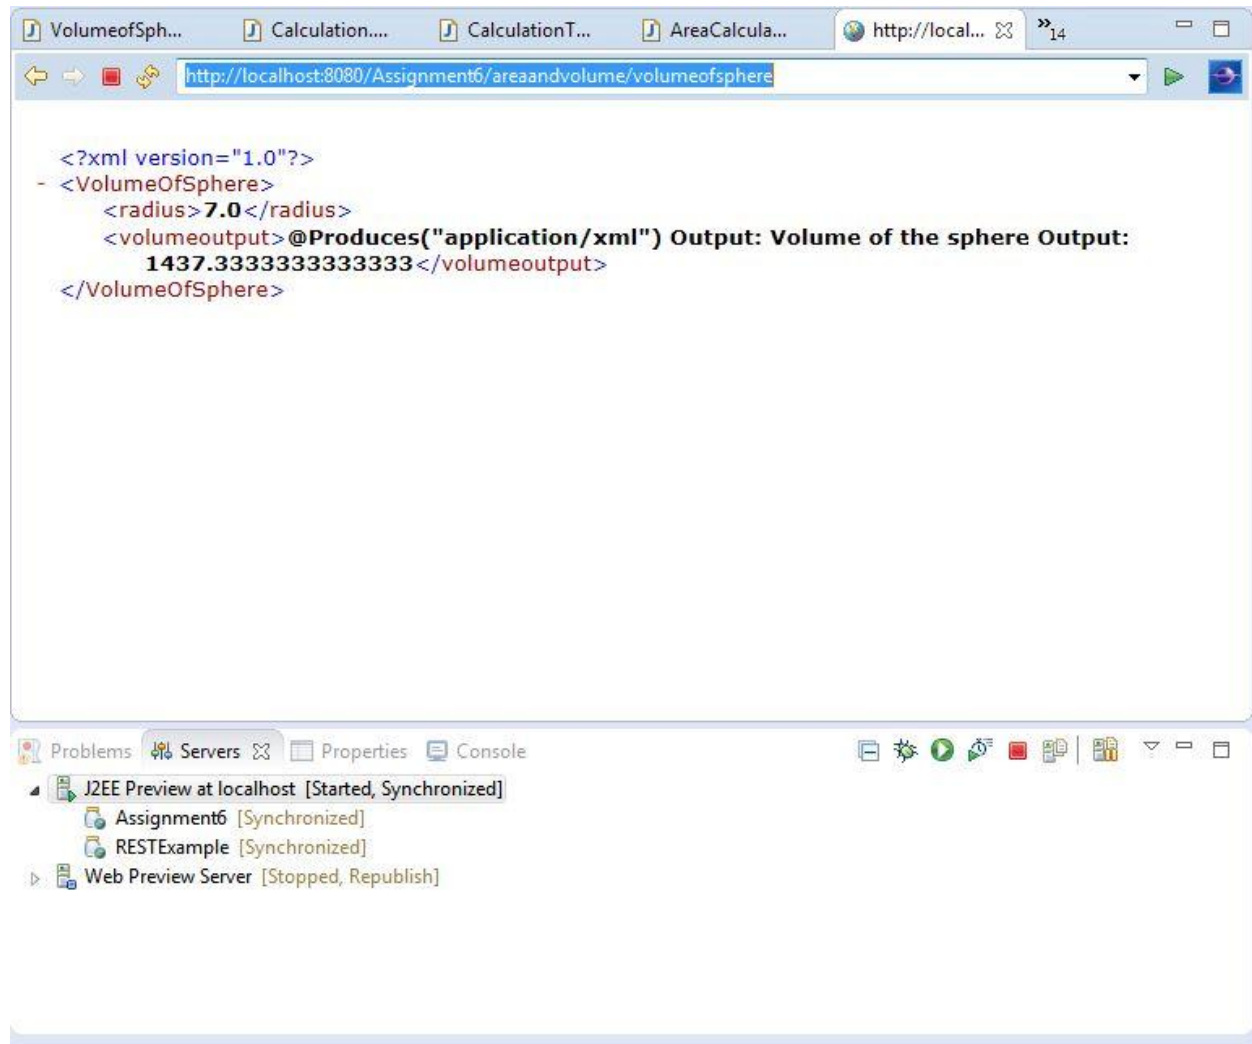 VolumeofSph... Calculation.... CalculationT... AreaCalcula... http://local... »14
http://localhost:8080/Assignment6/areaandvolume/volumeofsphere
<?xml version="1.0"?>
- <VolumeOfSphere>
<radius>7.0</radius>
<volumeoutput>@Produces("application/xml") Output: Volume of the sphere Output:
1437.3333333333333</volumeoutput>
</VolumeOfSphere>
Problems Servers Properties Console
J2EE Preview at localhost [Started, Synchronized]
Assignment6 [Synchronized]
RESTExample [Synchronized]
Web Preview Server [Stopped, Republish]